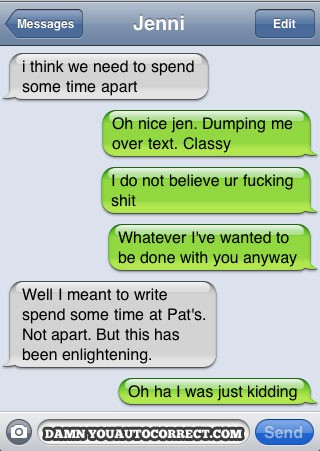 Messages
Jenni
Edit
i think we need to spend
some time apart
Oh nice jen. Dumping me
over text. Classy
I do not believe ur fucking
shit
Whatever I've wanted to
be done with you anyway
Well I meant to write
spend some time at Pat's.
Not apart. But this has
been enlightening.
Oh ha I was just kidding
DAMNYOUAUTOCORRECT.COM
Send